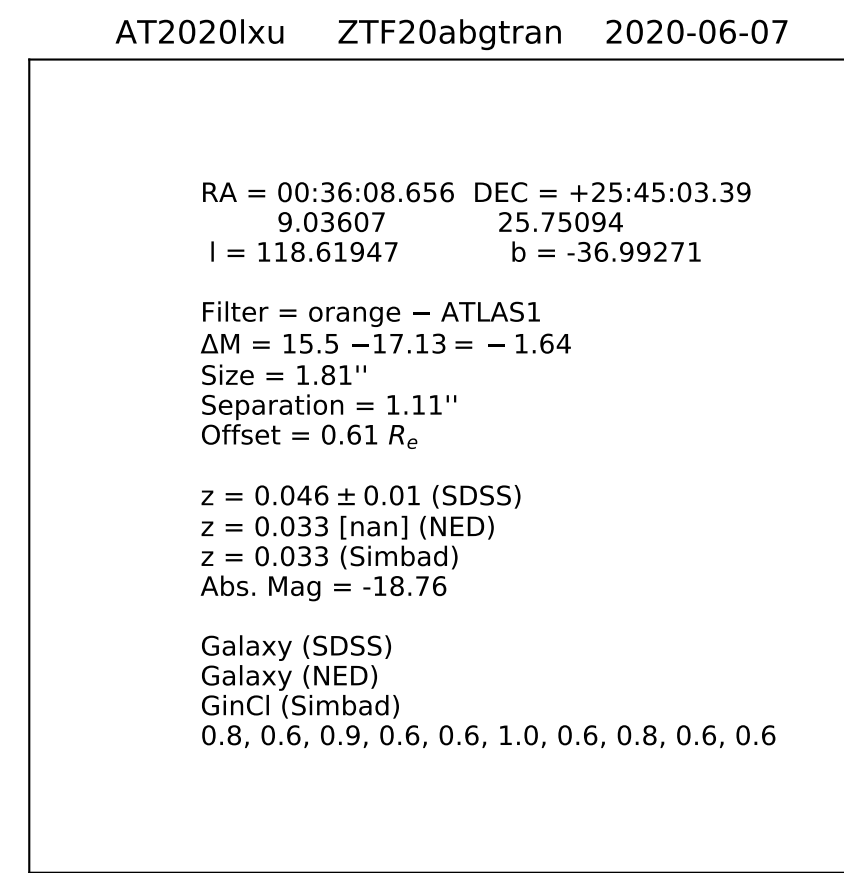 AT2020lxu ZTF20abgtran 2020-06-07
RA = 00:36:08.656 DEC = +25:45:03.39
9.03607 25.75094
l = 118.61947 b = -36.99271
Filter = orange − ATLAS1
ΔM = 15.5 −17.13 = − 1.64
Size = 1.81''
Separation = 1.11''
Offset = 0.61 Rₑ
z = 0.046 ± 0.01 (SDSS)
z = 0.033 [nan] (NED)
z = 0.033 (Simbad)
Abs. Mag = -18.76
Galaxy (SDSS)
Galaxy (NED)
GinCl (Simbad)
0.8, 0.6, 0.9, 0.6, 0.6, 1.0, 0.6, 0.8, 0.6, 0.6